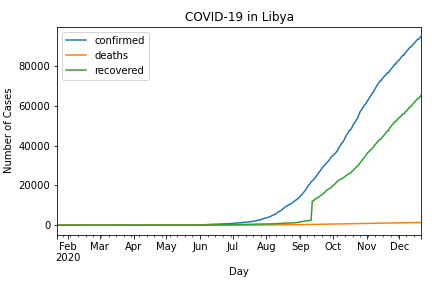 COVID-19 in Libya
confirmed
deaths
recovered
Number of Cases
80000
60000
40000
20000
0
Feb Mar Apr May Jun Jul Aug Sep Oct Nov Dec
2020
Day